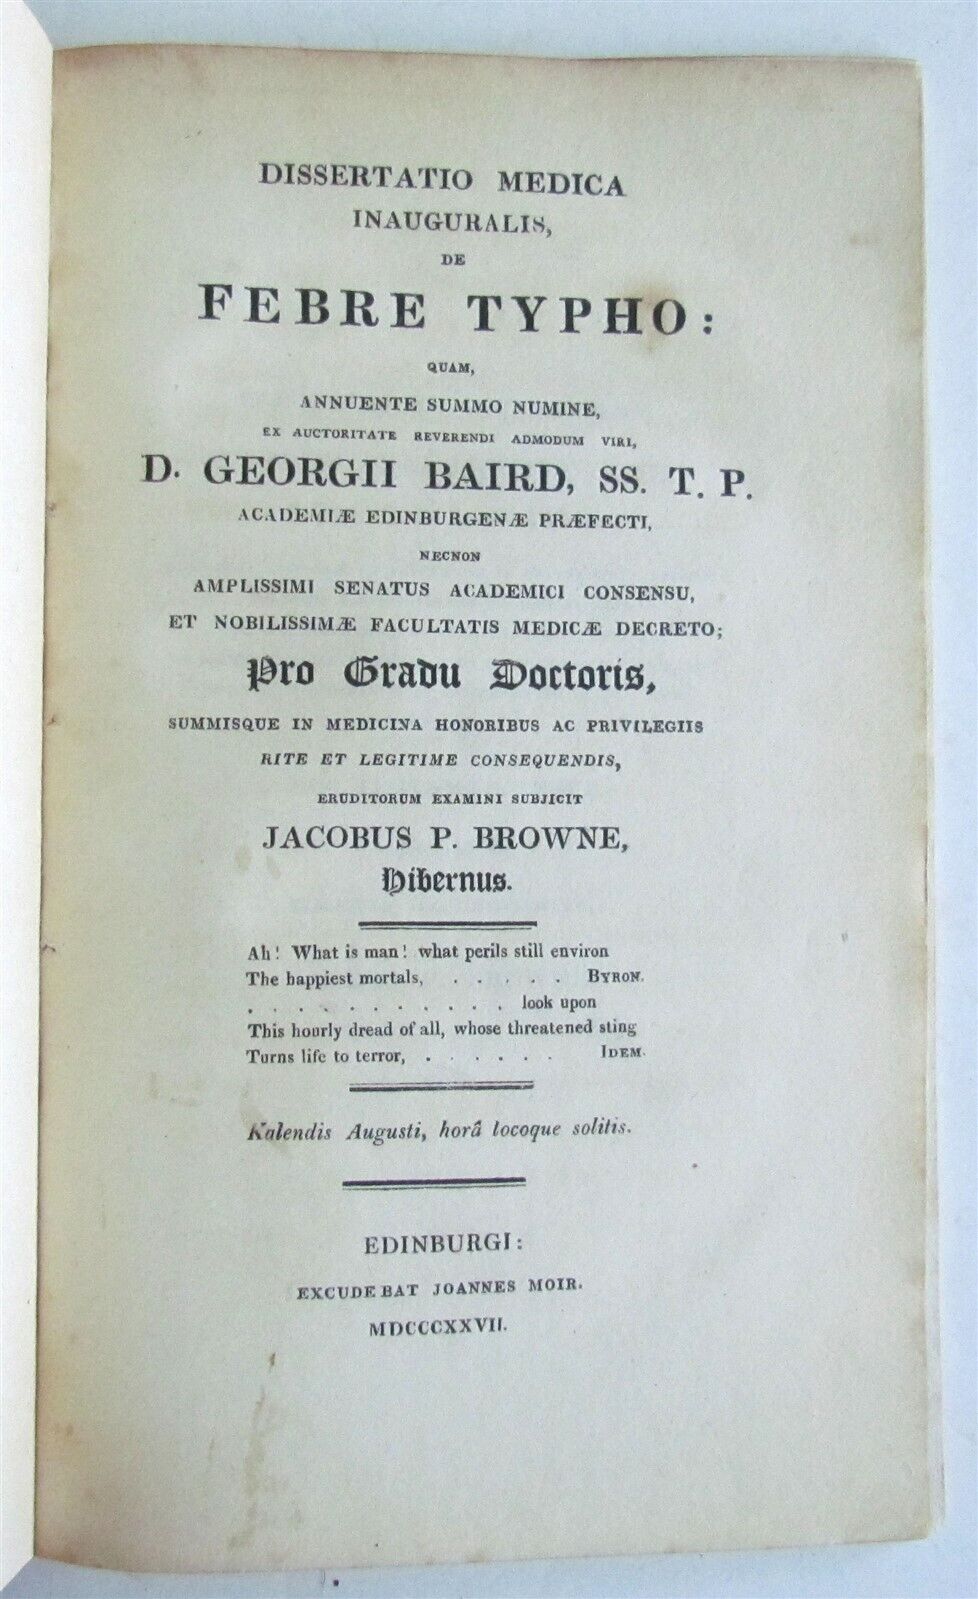 DISSERTATIO MEDICA
INAUGURALIS,
DE
FEBRE TYPHO:
QUAM,
ANNUENTE SUMMO NUMINE,
EX AUCTORITATE REVERENDI ADMODUM VIRI,
D. GEORGII BAIRD, SS. T. P.
ACADEMIÆ EDINBURGENÆ PRÆFECTI,
NECNON
AMPLISSIMI SENATUS ACADEMICI CONSENSU,
ET NOBILISSIMÆ FACULTATIS MEDICÆ DECRETO;
Pro Gradu Doctoris,
SUMMISQUE IN MEDICINA HONORIBUS AC PRIVILEGIIS
RITE ET LEGITIME CONSEQUENDIS,
ERUDITORUM EXAMINI SUBJICIT
JACOBUS P. BROWNE,
Hibernus.
Ah! What is man! what perils still environ
The happiest mortals, . . . . . BYRON.
. . . . . . . . . . . look upon
This hourly dread of all, whose threatened sting
Turns life to terror, . . . . . . IDEM.
Kalendis Augusti, horâ locoque solitis.
EDINBURGI:
EXCUDEBAT JOANNES MOIR.
MDCCCXXVII.